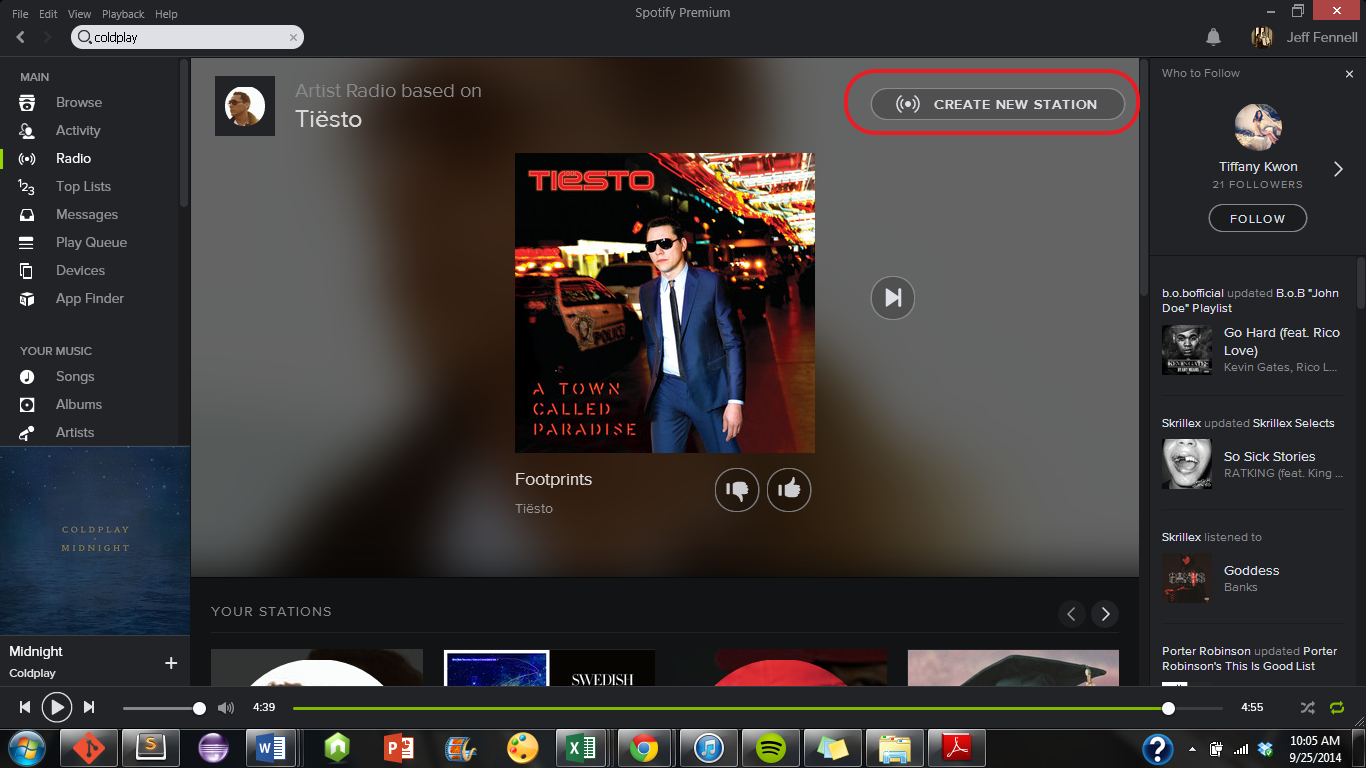 File Edit View Playback Help
Spotify Premium
coldplay
Jeff Fennell
MAIN
Browse
Activity
Radio
Top Lists
Messages
Play Queue
Devices
App Finder
YOUR MUSIC
Songs
Albums
Artists
COLDPLAY
MIDNIGHT
Midnight
Coldplay
Artist Radio based on
Tiësto
CREATE NEW STATION
TIËSTO
A TOWN
CALLED
PARADISE
POLICE
Footprints
Tiësto
YOUR STATIONS
SWEDISH
Who to Follow
Tiffany Kwon
21 FOLLOWERS
FOLLOW
b.o.bofficial updated B.o.B "John
Doe" Playlist
Go Hard (feat. Rico
Love)
Kevin Gates, Rico L...
KEVIN GATES
Skrillex updated Skrillex Selects
So Sick Stories
RATKING (feat. King ...
Skrillex listened to
Goddess
Banks
BANKS
Porter Robinson updated Porter
Robinson's This Is Good List
4:39
4:55
10:05 AM
9/25/2014